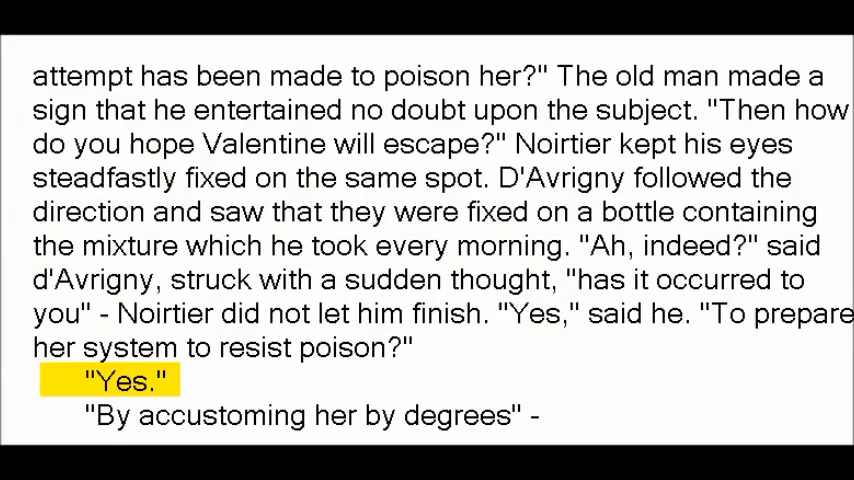 attempt has been made to poison her?" The old man made a
sign that he entertained no doubt upon the subject. "Then how
do you hope Valentine will escape?" Noirtier kept his eyes
steadfastly fixed on the same spot. D'Avrigny followed the
direction and saw that they were fixed on a bottle containing
the mixture which he took every morning. "Ah, indeed?" said
d'Avrigny, struck with a sudden thought, "has it occurred to
you" - Noirtier did not let him finish. "Yes," said he. "To prepare
her system to resist poison?"
"Yes."
"By accustoming her by degrees" -